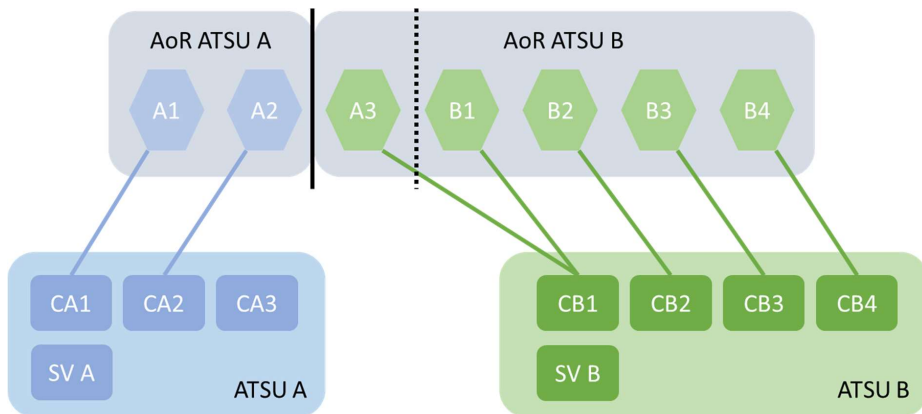 AoR ATSU A
AoR ATSU B
A1
A2
A3
B1
B2
B3
B4
CA1
CA2
CA3
CB1
CB2
CB3
CB4
SV A
SV B
ATSU A
ATSU B